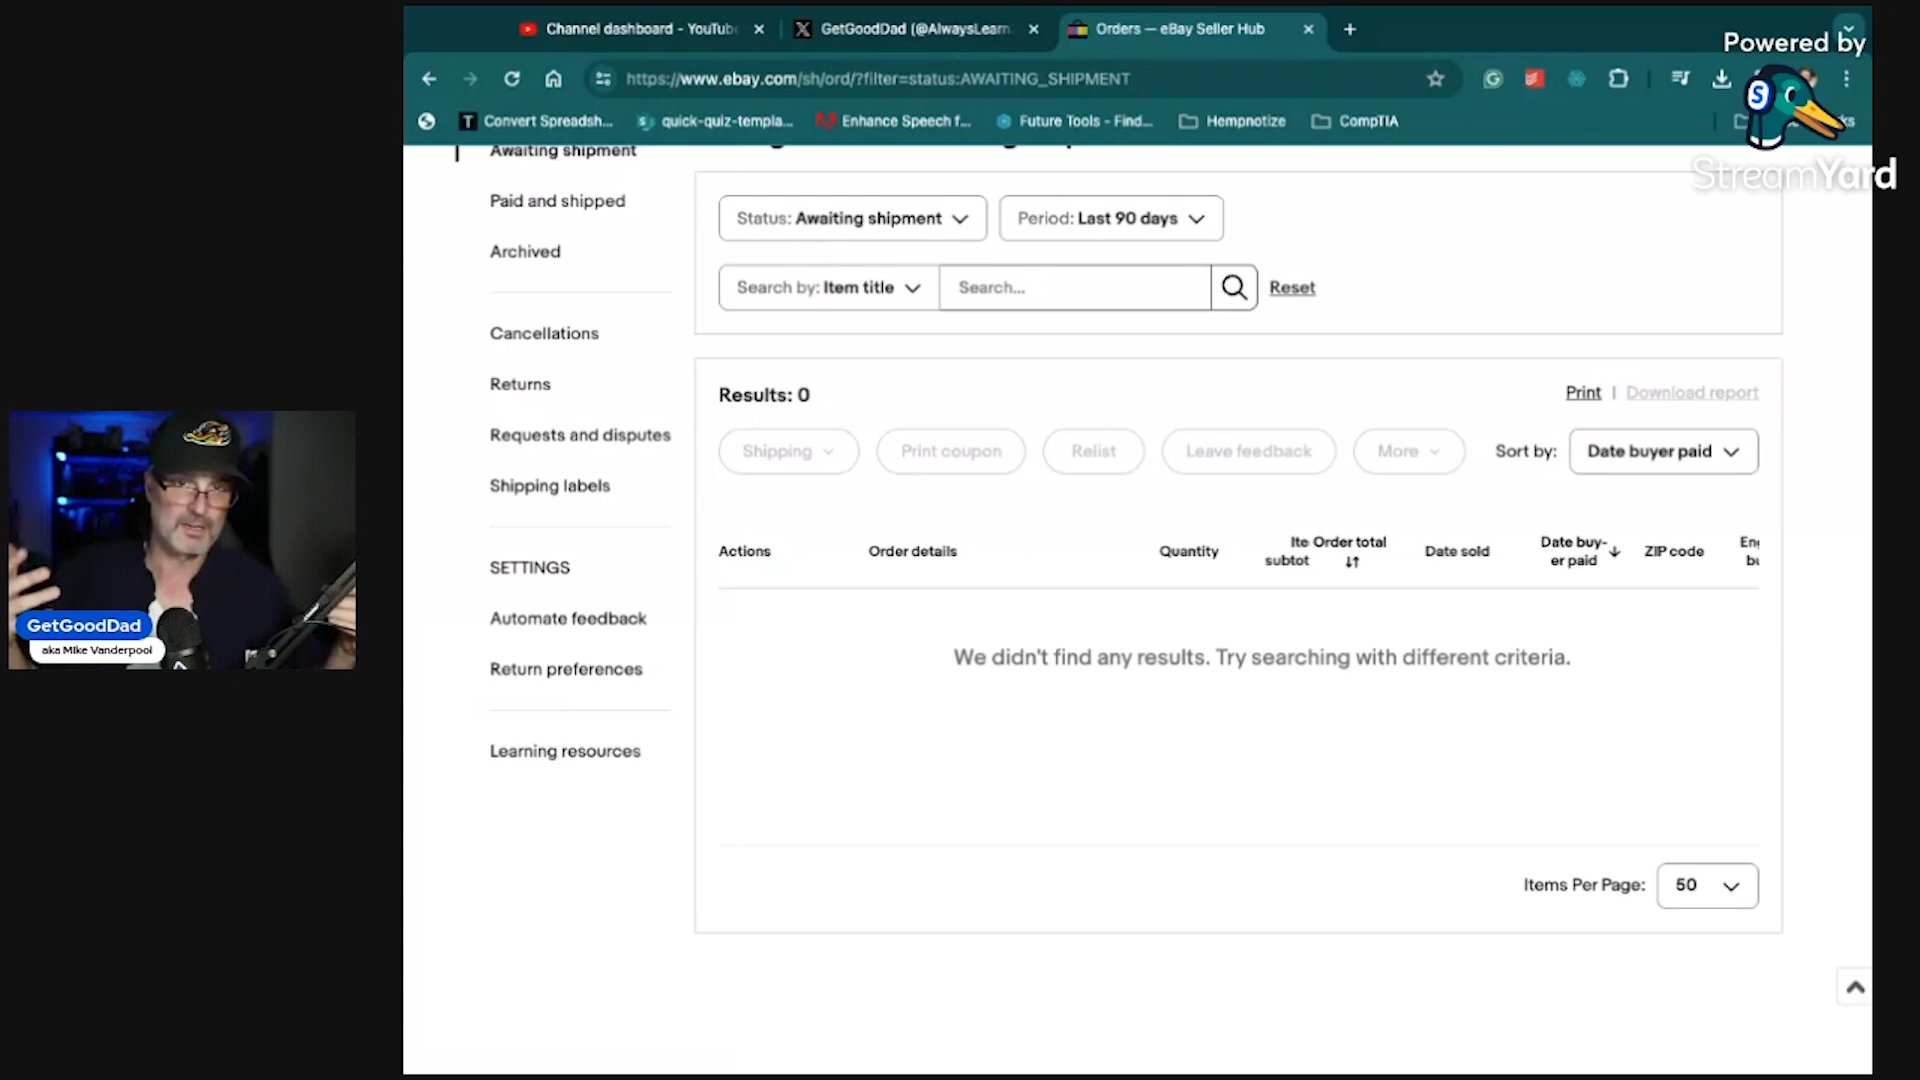 Channel dashboard - YouTub
GetGoodDad (@AlwaysLearn
Orders — eBay Seller Hub
Powered by
https://www.ebay.com/sh/ord/?filter=status:AWAITING_SHIPMENT
T Convert Spreadsh...
quick-quiz-templa...
Enhance Speech f...
Future Tools - Find...
Hempnotize
CompTIA
StreamYard
Awaiting shipment
Paid and shipped
Archived
Cancellations
Returns
Requests and disputes
Shipping labels
SETTINGS
Automate feedback
Return preferences
Learning resources
Status: Awaiting shipment
Period: Last 90 days
Search by: Item title
Search...
Reset
Results: 0
Print | Download report
Shipping
Print coupon
Relist
Leave feedback
More
Sort by:
Date buyer paid
Actions
Order details
Quantity
Ite
subtot
Order total
Date sold
Date buy-
er paid
ZIP code
We didn't find any results. Try searching with different criteria.
Items Per Page:
50
GetGoodDad
aka Mike Vanderpool